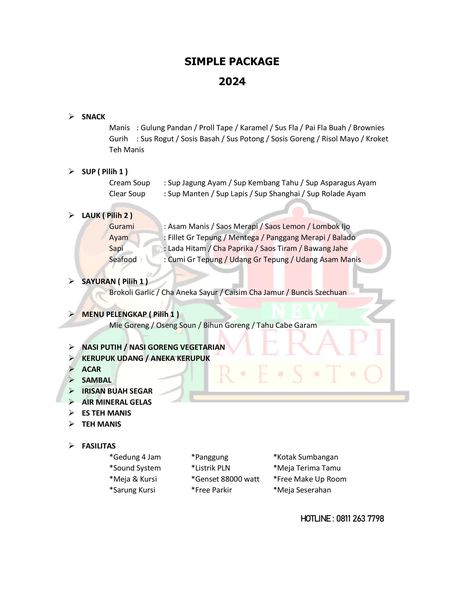 SIMPLE PACKAGE
2024
➢ SNACK
Manis : Gulung Pandan / Proll Tape / Karamel / Sus Fla / Pai Fla Buah / Brownies
Gurih : Sus Rogut / Sosis Basah / Sus Potong / Sosis Goreng / Risol Mayo / Kroket
Teh Manis
➢ SUP ( Pilih 1 )
Cream Soup : Sup Jagung Ayam / Sup Kembang Tahu / Sup Asparagus Ayam
Clear Soup : Sup Manten / Sup Lapis / Sup Shanghai / Sup Rolade Ayam
➢ LAUK ( Pilih 2 )
Gurami : Asam Manis / Saos Merapi / Saos Lemon / Lombok Ijo
Ayam : Fillet Gr Tepung / Mentega / Panggang Merapi / Balado
Sapi : Lada Hitam / Cha Paprika / Saos Tiram / Bawang Jahe
Seafood : Cumi Gr Tepung / Udang Gr Tepung / Udang Asam Manis
➢ SAYURAN ( Pilih 1 )
Brokoli Garlic / Cha Aneka Sayur / Caisim Cha Jamur / Buncis Szechuan
➢ MENU PELENGKAP ( Pilih 1 )
Mie Goreng / Oseng Soun / Bihun Goreng / Tahu Cabe Garam
➢ NASI PUTIH / NASI GORENG VEGETARIAN
➢ KERUPUK UDANG / ANEKA KERUPUK
➢ ACAR
➢ SAMBAL
➢ IRISAN BUAH SEGAR
➢ AIR MINERAL GELAS
➢ ES TEH MANIS
➢ TEH MANIS
NEW
MERAPI
R•E•S•T•O
➢ FASILITAS
*Gedung 4 Jam *Panggung *Kotak Sumbangan
*Sound System *Listrik PLN *Meja Terima Tamu
*Meja & Kursi *Genset 88000 watt *Free Make Up Room
*Sarung Kursi *Free Parkir *Meja Seserahan
HOTLINE : 0811 263 7798